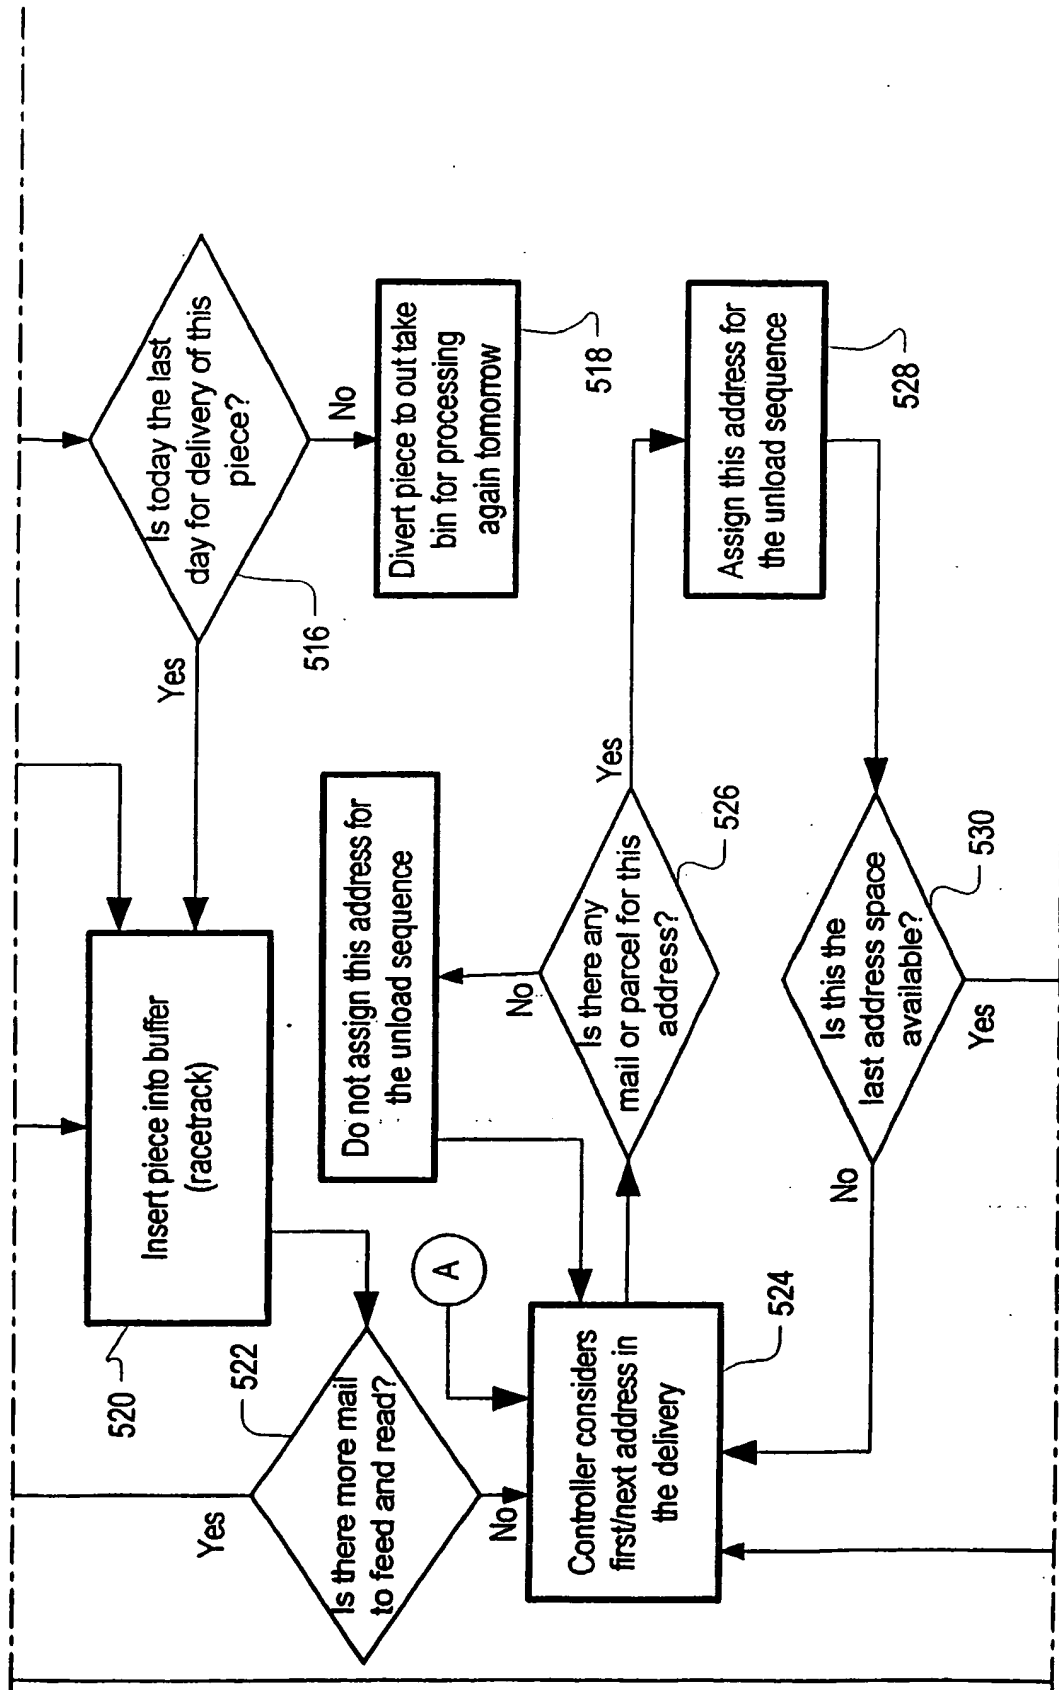 Is today the last
day for delivery of this
piece?
516
Yes
No
Divert piece to out take
bin for processing
again tomorrow
518
Insert piece into buffer
(racetrack)
520
Is there more mail
to feed and read?
522
Yes
No
A
Controller considers
first/next address in
the delivery
524
Do not assign this address for
the unload sequence
Is there any
mail or parcel for this
address?
526
No
Yes
Assign this address for
the unload sequence
528
Is this the
last address space
available?
530
No
Yes